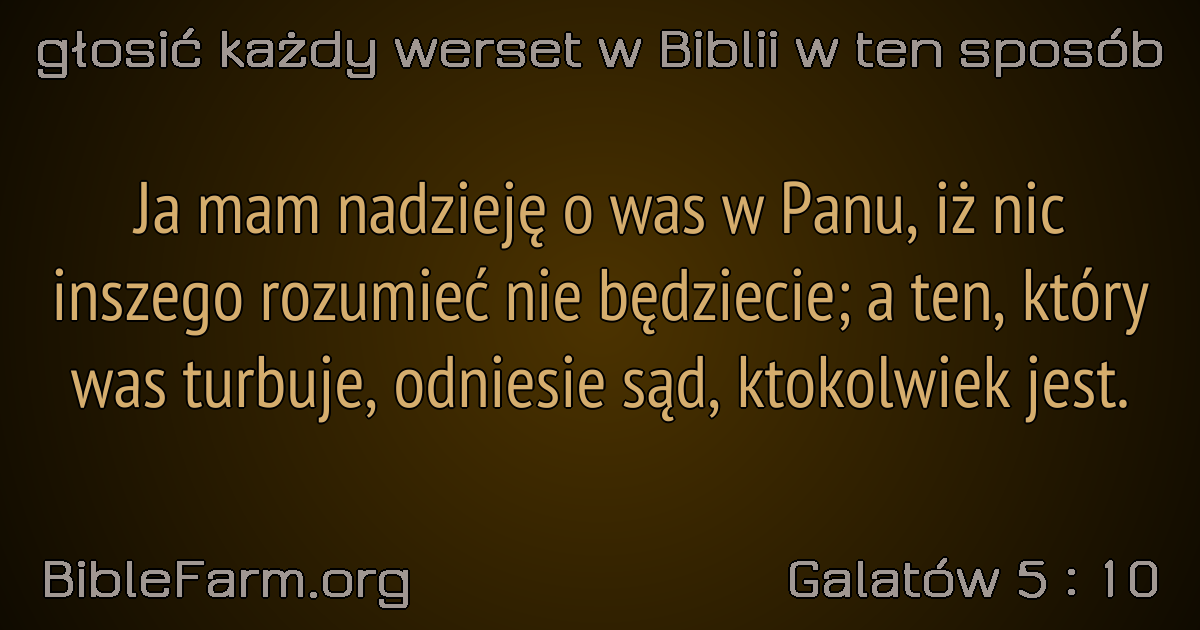 głosić każdy werset w Biblii w ten sposób
Ja mam nadzieję o was w Panu, iż nic
inszego rozumieć nie będziecie; a ten, który
was turbuje, odniesie sąd, ktokolwiek jest.
BibleFarm.org
Galatów 5 : 10